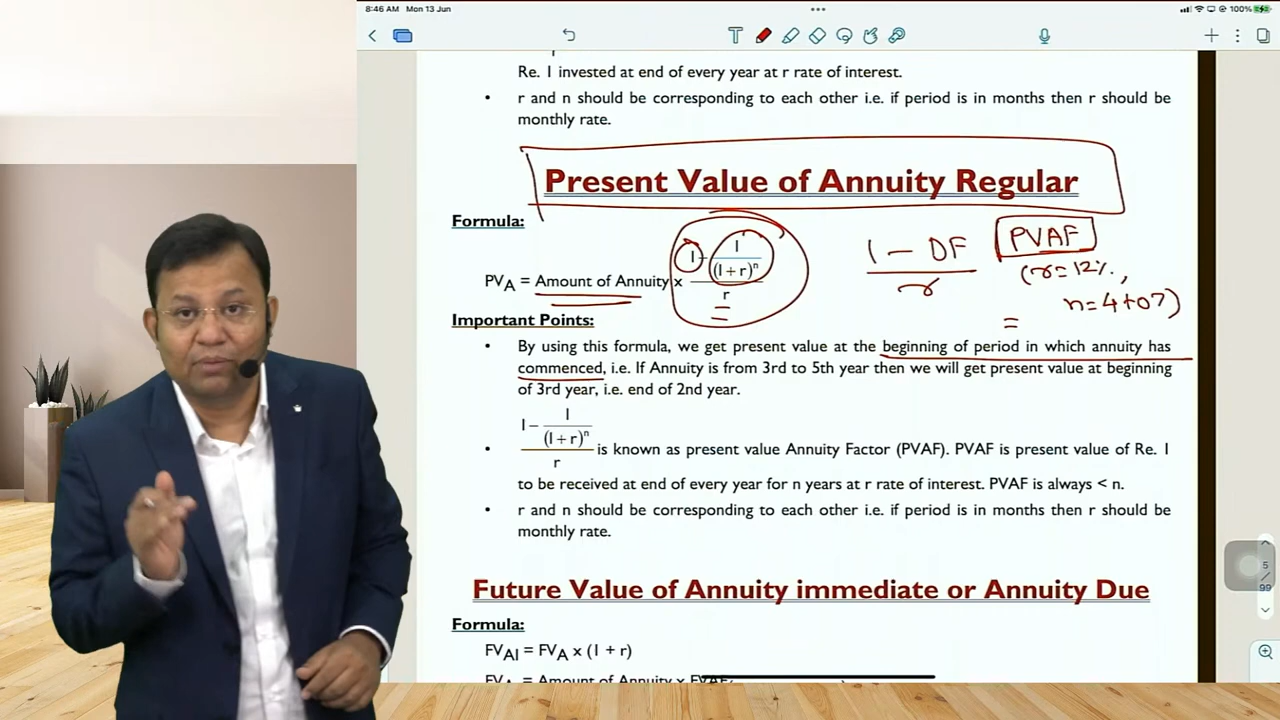 8:46 AM Mon 13 Jun
100%
Re. 1 invested at end of every year at r rate of interest.
• r and n should be corresponding to each other i.e. if period is in months then r should be
monthly rate.
Present Value of Annuity Regular
Formula:
PVA = Amount of Annuity x
1 -
1
(1+r)^n
r
1 - DF
r
PVAF
(r=12%,
n=4 to 7)
=
Important Points:
• By using this formula, we get present value at the beginning of period in which annuity has
commenced, i.e. If Annuity is from 3rd to 5th year then we will get present value at beginning
of 3rd year, i.e. end of 2nd year.
1 -
1
(1+r)^n
r
• is known as present value Annuity Factor (PVAF). PVAF is present value of Re. 1
to be received at end of every year for n years at r rate of interest. PVAF is always < n.
• r and n should be corresponding to each other i.e. if period is in months then r should be
monthly rate.
5
99
Future Value of Annuity immediate or Annuity Due
Formula:
FVAI = FVA x (1 + r)
= Amount of Annuity x